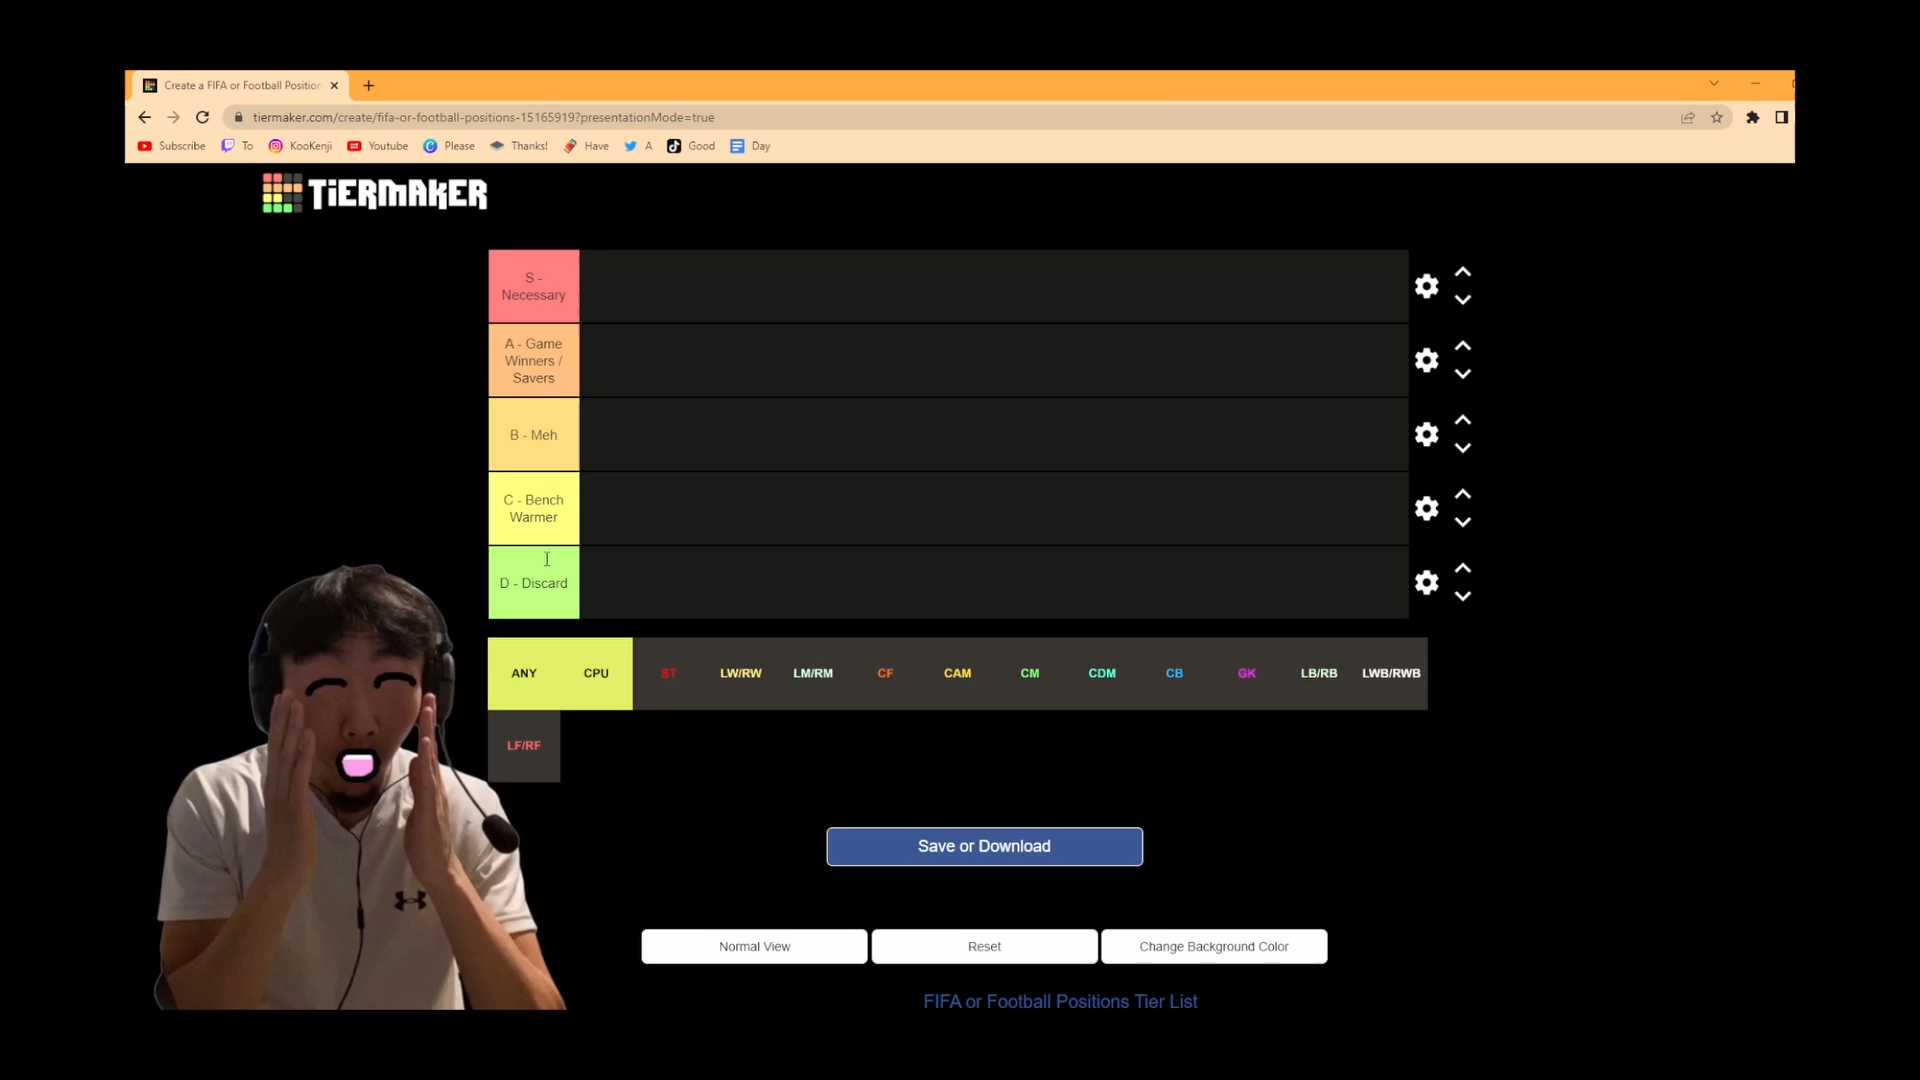 Create a FIFA or Football Position
tiermaker.com/create/fifa-or-football-positions-15165919?presentationMode=true
Subscribe To KooKenji Youtube Please Thanks! Have A Good Day
TIERMAKER
S -
Necessary
A - Game
Winners /
Savers
B - Meh
C - Bench
Warmer
D - Discard
ANY CPU ST LW/RW LM/RM CF CAM CM CDM CB GK LB/RB LWB/RWB
LF/RF
Save or Download
Normal View Reset Change Background Color
FIFA or Football Positions Tier List